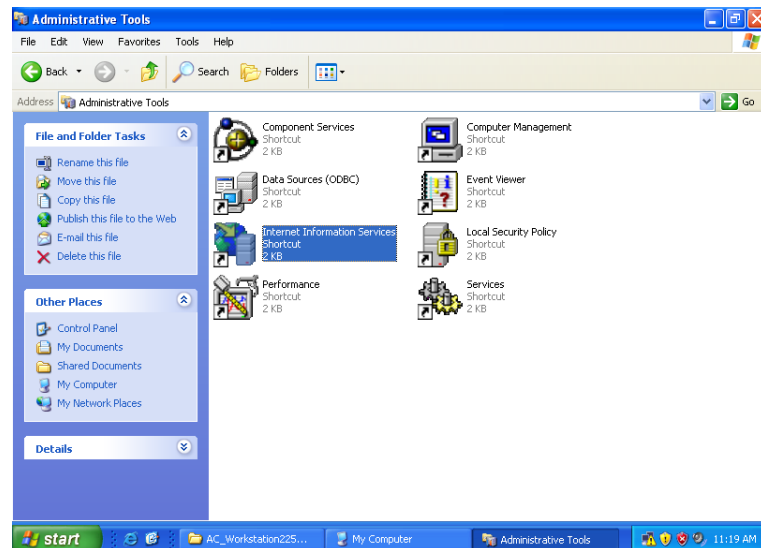 Administrative Tools
File Edit View Favorites Tools Help
Back Search Folders
Address Administrative Tools Go
File and Folder Tasks
Rename this file
Move this file
Copy this file
Publish this file to the Web
E-mail this file
Delete this file
Other Places
Control Panel
My Documents
Shared Documents
My Computer
My Network Places
Details
Component Services
Shortcut
2 KB
Computer Management
Shortcut
2 KB
Data Sources (ODBC)
Shortcut
2 KB
Event Viewer
Shortcut
2 KB
Internet Information Services
Shortcut
2 KB
Local Security Policy
Shortcut
2 KB
Performance
Shortcut
2 KB
Services
Shortcut
2 KB
start AC_Workstation225... My Computer Administrative Tools 11:19 AM